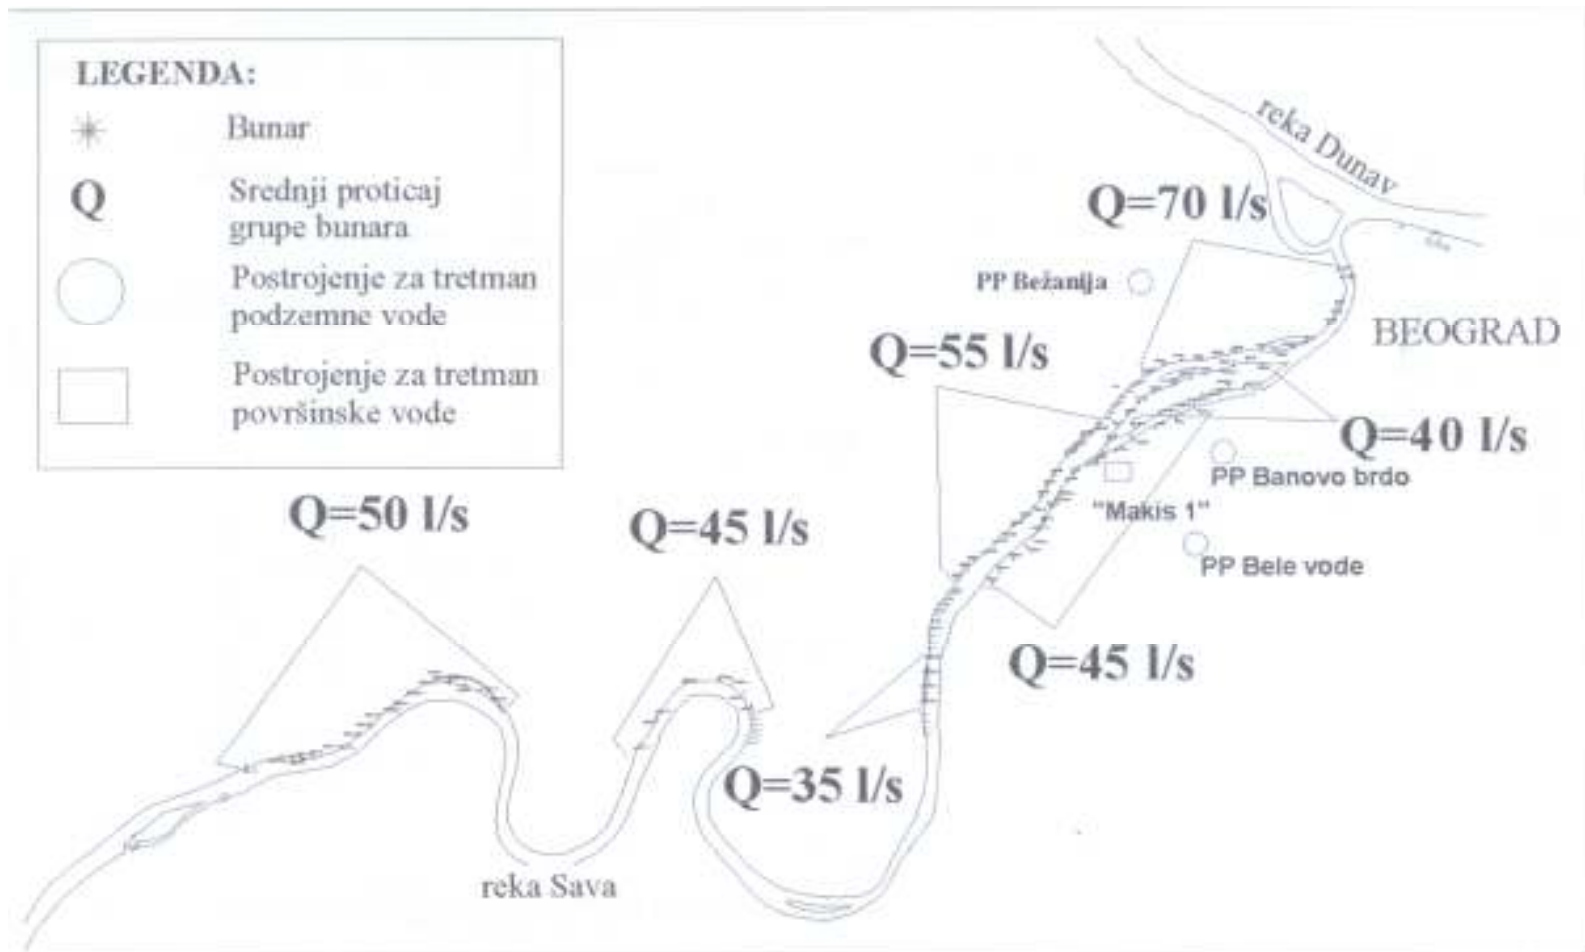 LEGENDA:
Bunar
Q
Srednji proticaj
grupe bunara
Postrojenje za tretman
podzemne vode
Postrojenje za tretman
površinske vode
reka Dunav
Q=70 l/s
PP Bežanija
BEOGRAD
Q=55 l/s
Q=40 l/s
PP Banovo brdo
"Makis 1"
Q=50 l/s
Q=45 l/s
PP Bele vode
Q=45 l/s
Q=35 l/s
reka Sava